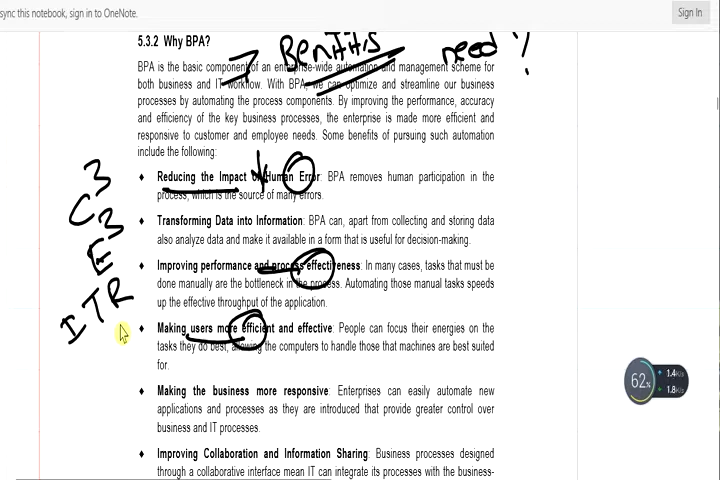 sync this notebook, sign in to OneNote.
Sign In
5.3.2 Why BPA?
→ Benfitis need ?
BPA is the basic component of an enterprise-wide automation and management scheme for
both business and IT workflow. With BPA, we can optimize and streamline our business
processes by automating the process components. By improving the performance, accuracy
and efficiency of the key business processes, the enterprise is made more efficient and
responsive to customer and employee needs. Some benefits of pursuing such automation
include the following:
♦ Reducing the Impact of Human Error: BPA removes human participation in the
process, which is the source of many errors.
♦ Transforming Data into Information: BPA can, apart from collecting and storing data
also analyze data and make it available in a form that is useful for decision-making.
♦ Improving performance and process effectiveness: In many cases, tasks that must be
done manually are the bottleneck in the process. Automating those manual tasks speeds
up the effective throughput of the application.
♦ Making users more efficient and effective: People can focus their energies on the
tasks they do best, allowing the computers to handle those that machines are best suited
for.
♦ Making the business more responsive: Enterprises can easily automate new
applications and processes as they are introduced that provide greater control over
business and IT processes.
♦ Improving Collaboration and Information Sharing: Business processes designed
through a collaborative interface mean IT can integrate its processes with the business-
3
C3
E
ITR
62%
1.4K/s
1.8K/s